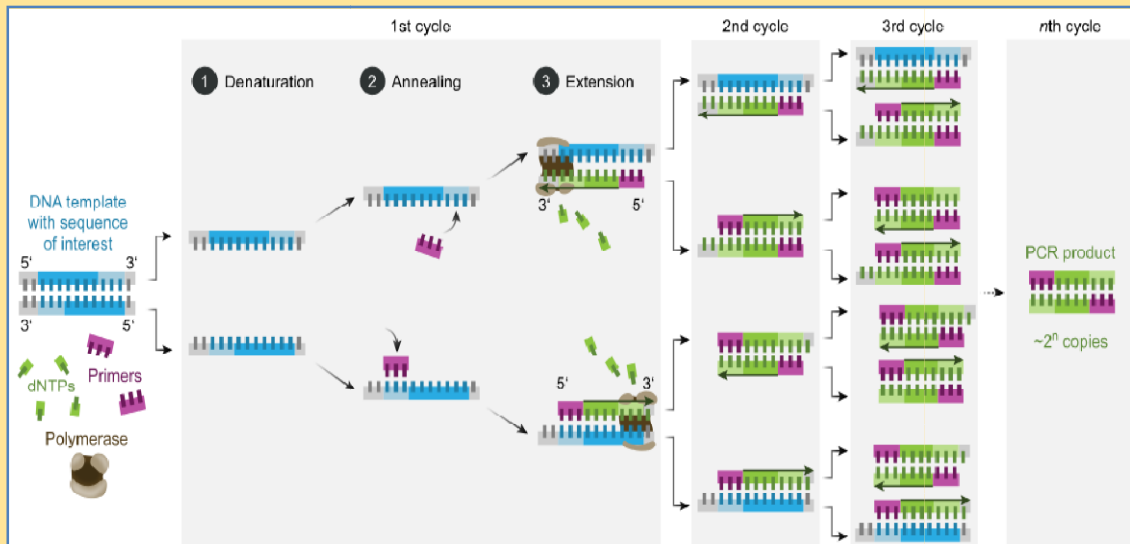 1st cycle
2nd cycle
3rd cycle
nth cycle
1 Denaturation
2 Annealing
3 Extension
DNA template
with sequence
of interest
5‘ 3‘
3‘ 5‘
3‘ 5‘
5‘ 3‘
dNTPs
Primers
Polymerase
PCR product
~2ⁿ copies